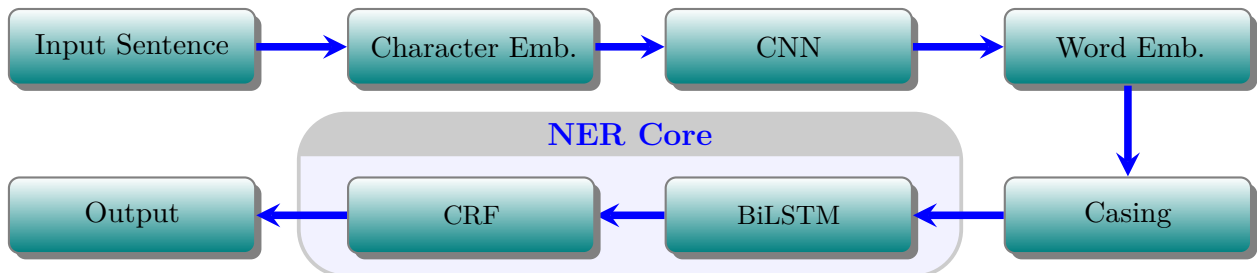 Input Sentence
Character Emb.
CNN
Word Emb.
NER Core
Output
CRF
BiLSTM
Casing